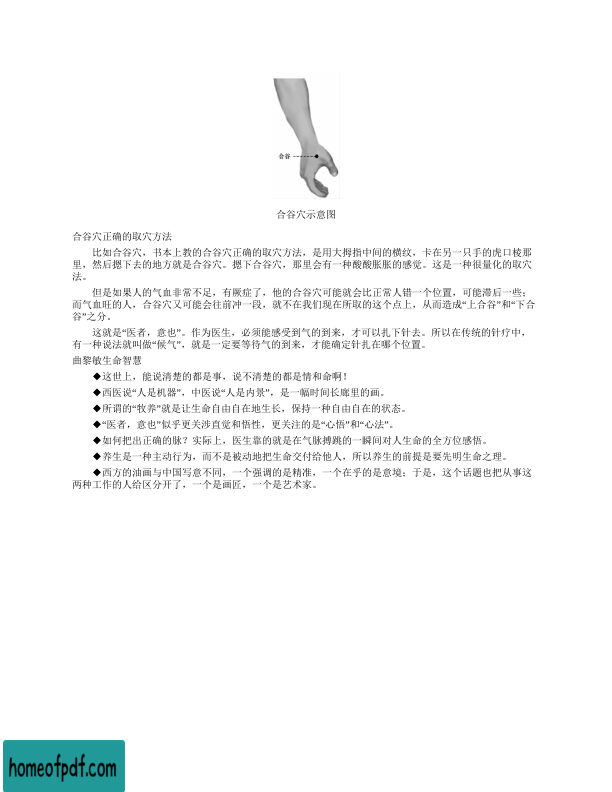 合谷
合谷穴示意图
合谷穴正确的取穴方法
比如合谷穴，书本上教的合谷穴正确的取穴方法，是用大拇指中间的横纹，卡在另一只手的虎口棱那
里，然后摁下去的地方就是合谷穴。摁下合谷穴，那里会有一种酸酸胀胀的感觉。这是一种很量化的取穴
法。
但是如果人的气血非常不足，有厥症了，他的合谷穴可能就会比正常人错一个位置，可能滞后一些；
而气血旺的人，合谷穴又可能会往前冲一段，就不在我们现在所取的这个点上，从而造成“上合谷”和“下合
谷”之分。
这就是“医者，意也”。作为医生，必须能感受到气的到来，才可以扎下针去。所以在传统的针疗中，
有一种说法就叫做“候气”，就是一定要等待气的到来，才能确定针扎在哪个位置。
曲黎敏生命智慧
◆这世上，能说清楚的都是事，说不清楚的都是情和命啊！
◆西医说“人是机器”，中医说“人是内景”，是一幅时间长廊里的画。
◆所谓的“牧养”就是让生命自由自在地生长，保持一种自由自在的状态。
◆“医者，意也”似乎更关涉直觉和悟性，更关注的是“心悟”和“心法”。
◆如何把出正确的脉？实际上，医生靠的就是在气脉搏跳的一瞬间对人生命的全方位感悟。
◆养生是一种主动行为，而不是被动地把生命交付给他人，所以养生的前提是要先明生命之理。
◆西方的油画与中国写意不同，一个强调的是精准，一个在乎的是意境；于是，这个话题也把从事这
两种工作的人给区分开了，一个是画匠，一个是艺术家。
homeofpdf.com